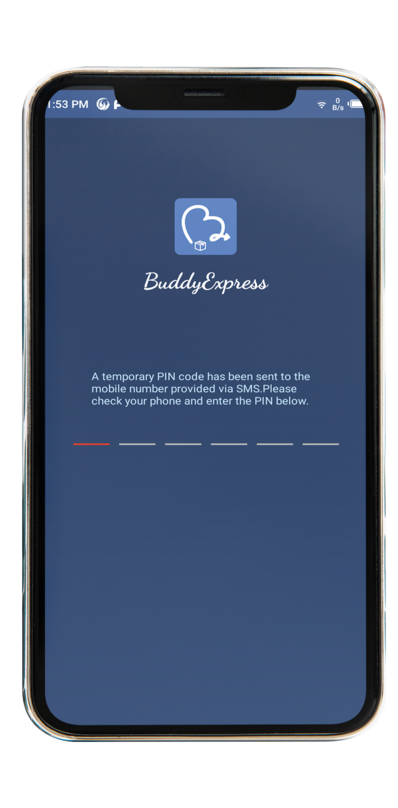 1:53 PM
0
B/s
BuddyExpress
A temporary PIN code has been sent to the
mobile number provided via SMS.Please
check your phone and enter the PIN below.